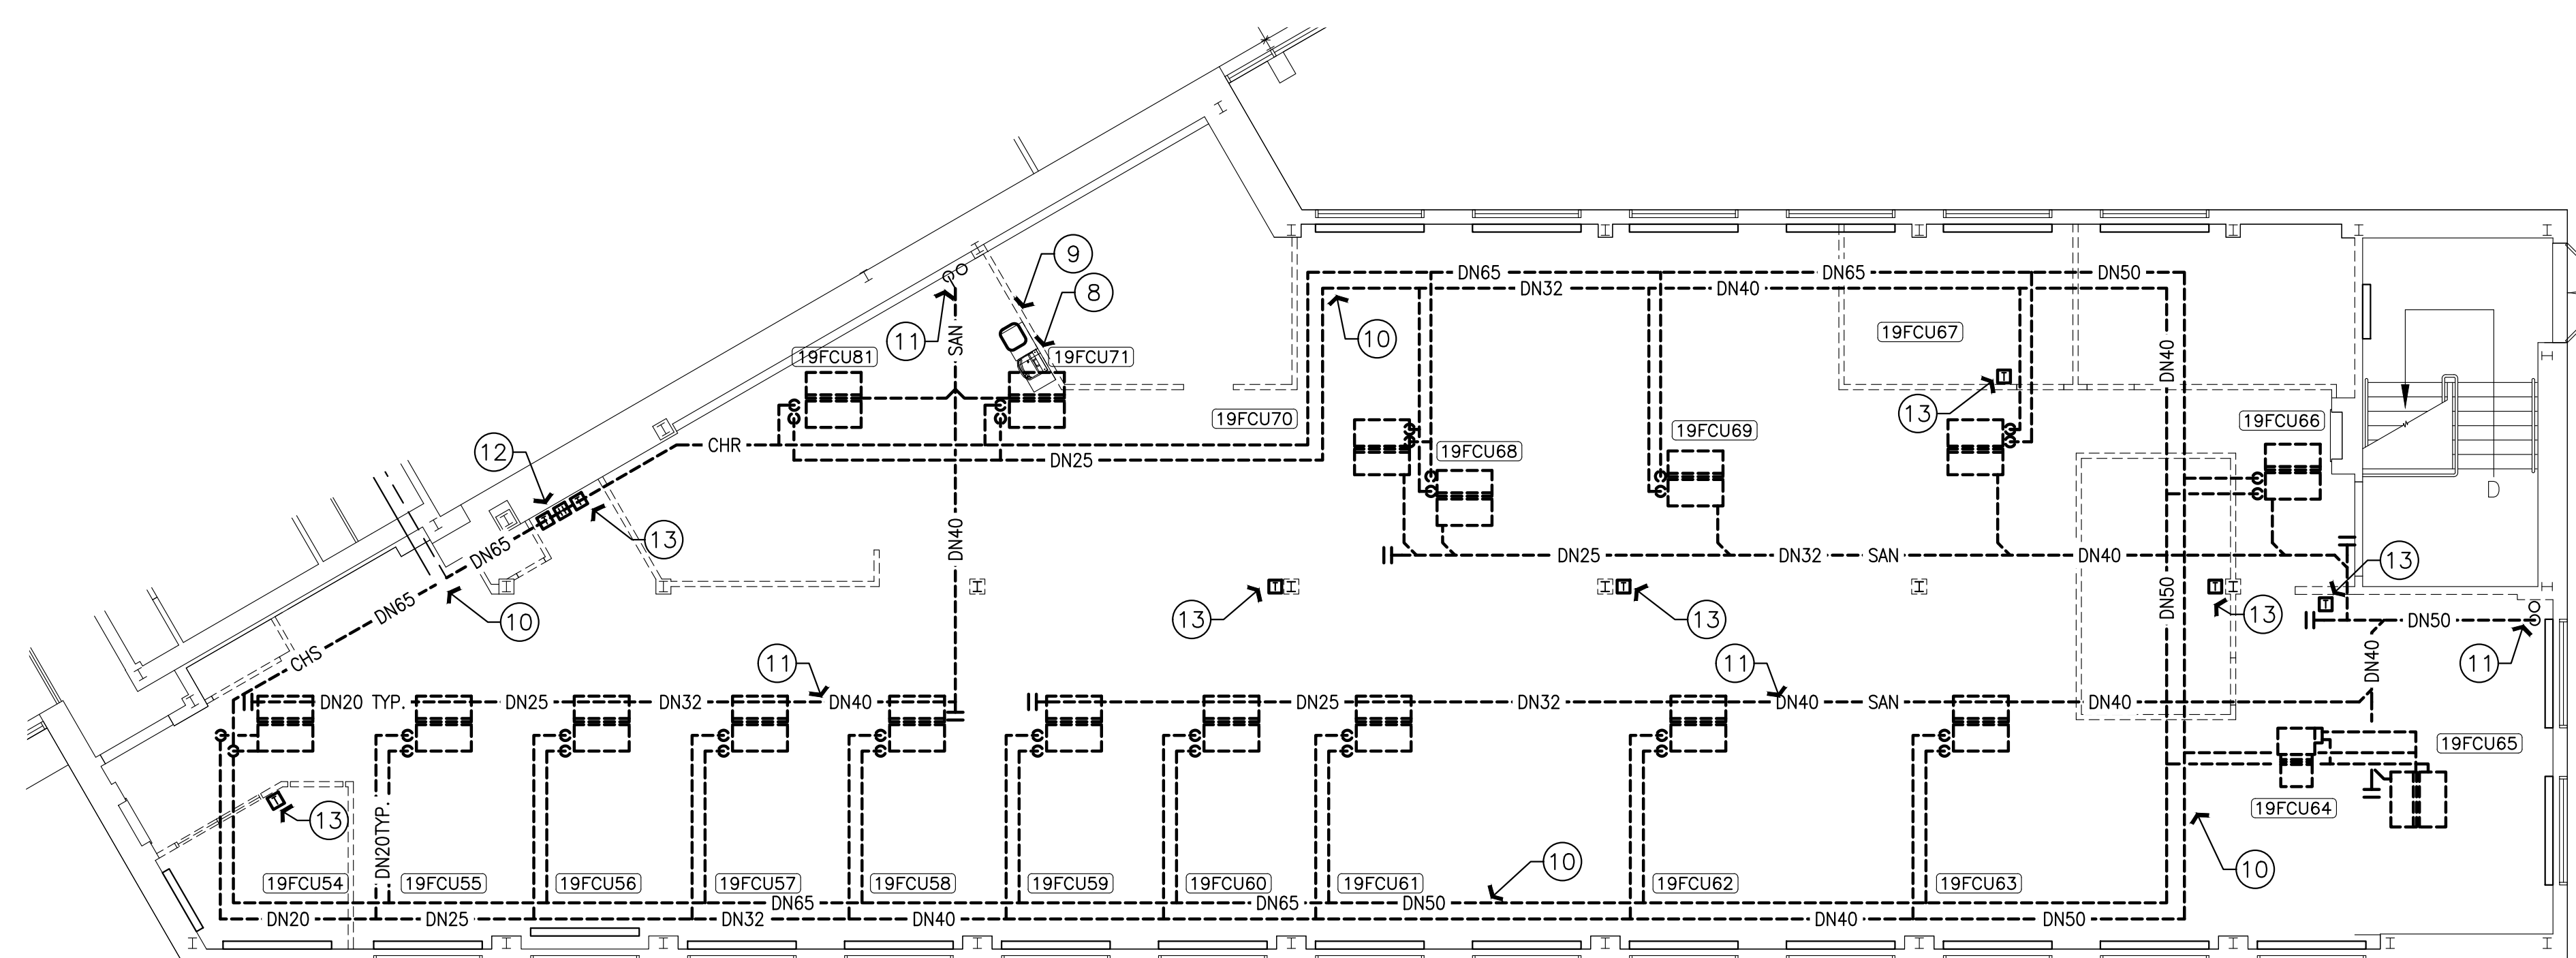 9
8
DN65
DN65
DN50
DN32
DN40
11
SAN
10
19FCU67
DN40
19FCU81
19FCU71
13
19FCU70
19FCU69
19FCU66
CHR
DN25
19FCU68
12
D
13
DN65
DN40
DN25
DN32
SAN
DN40
13
10
DN65
13
13
DN50
13
DN50
CHS
11
11
DN40
11
DN20 TYP.
DN25
DN32
DN40
DN25
DN32
DN40
SAN
DN40
19FCU65
13
DN20TYP.
19FCU64
10
10
19FCU54
19FCU55
19FCU56
19FCU57
19FCU58
19FCU59
19FCU60
19FCU61
19FCU62
19FCU63
DN65
DN65
DN50
DN20
DN25
DN32
DN40
DN40
DN50